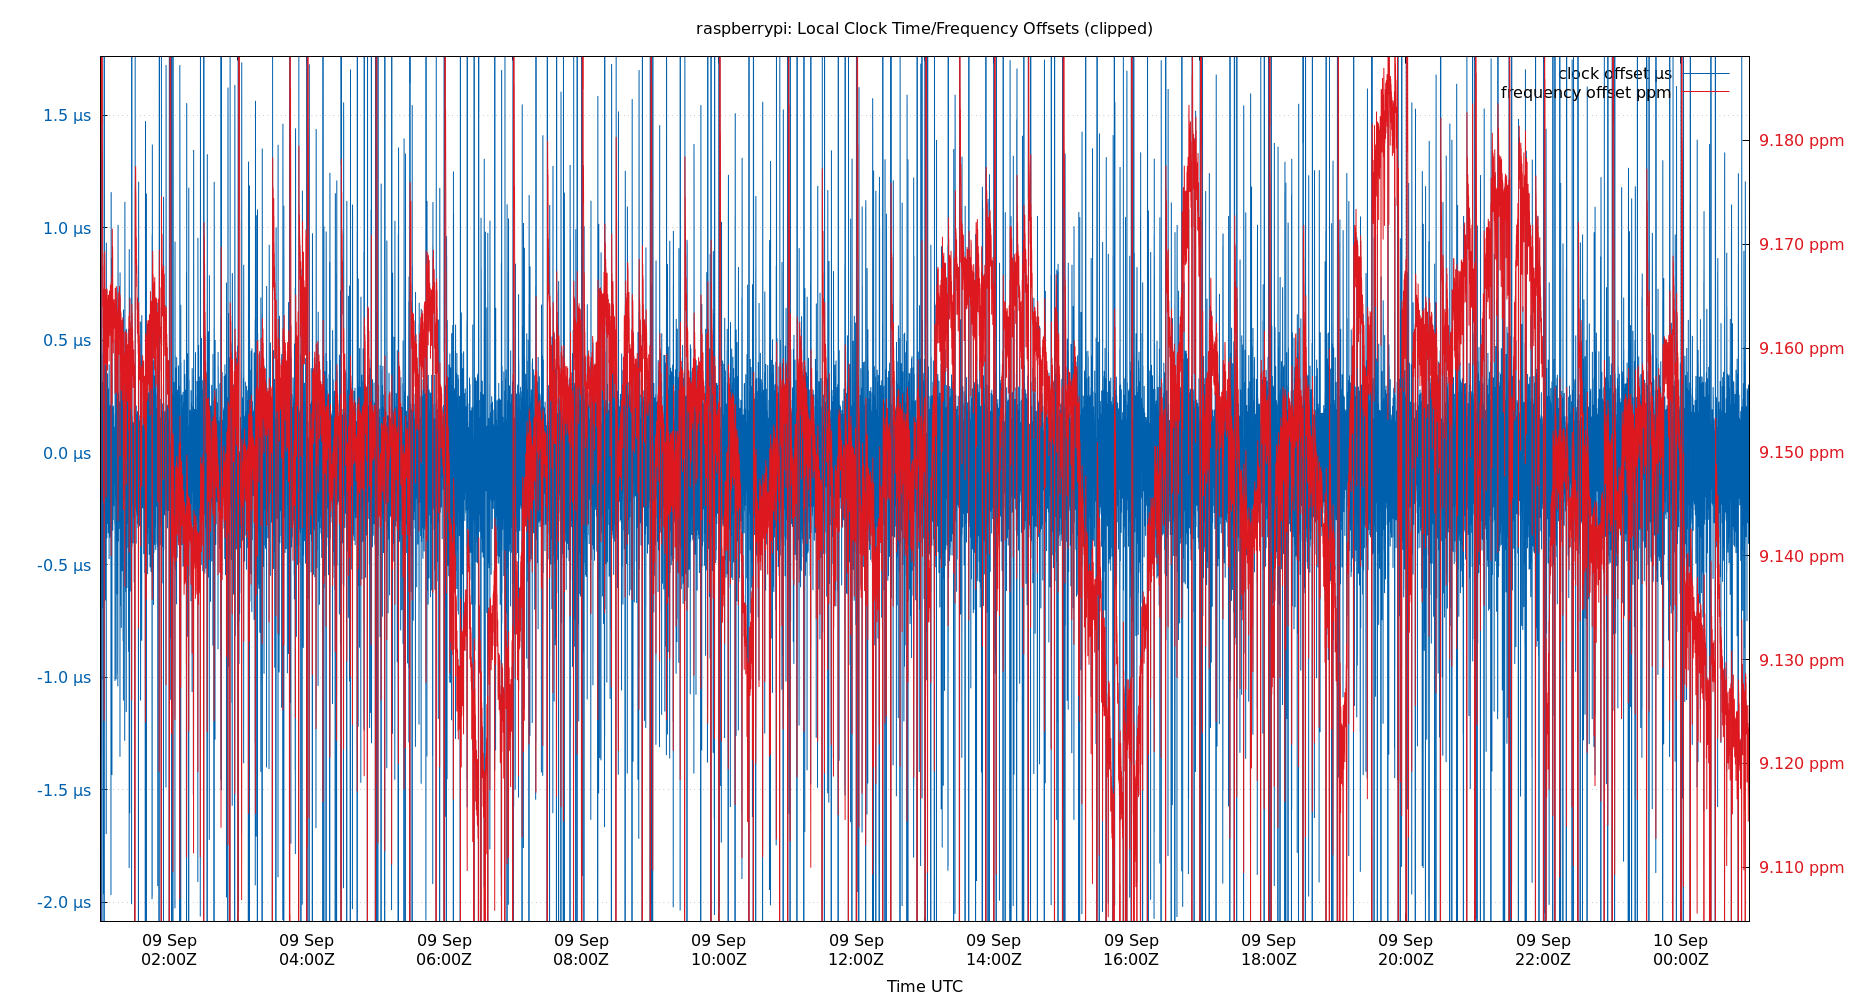 raspberrypi: Local Clock Time/Frequency Offsets (clipped)
clock offset µs
frequency offset ppm
1.5 µs
1.0 µs
0.5 µs
0.0 µs
-0.5 µs
-1.0 µs
-1.5 µs
-2.0 µs
9.180 ppm
9.170 ppm
9.160 ppm
9.150 ppm
9.140 ppm
9.130 ppm
9.120 ppm
9.110 ppm
09 Sep 09 Sep 09 Sep 09 Sep 09 Sep 09 Sep 09 Sep 09 Sep 09 Sep 09 Sep 09 Sep 10 Sep
02:00Z 04:00Z 06:00Z 08:00Z 10:00Z 12:00Z 14:00Z 16:00Z 18:00Z 20:00Z 22:00Z 00:00Z
Time UTC